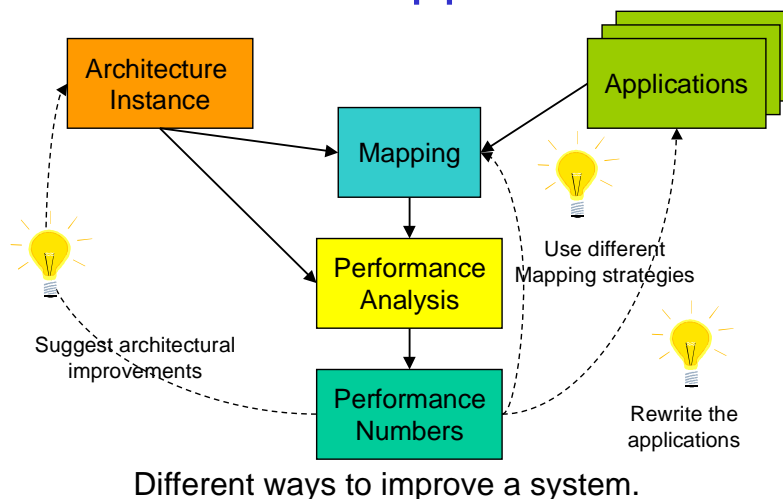 Architecture
Instance
Applications
Mapping
Use different
Mapping strategies
Performance
Analysis
Suggest architectural
improvements
Performance
Numbers
Rewrite the
applications
Different ways to improve a system.